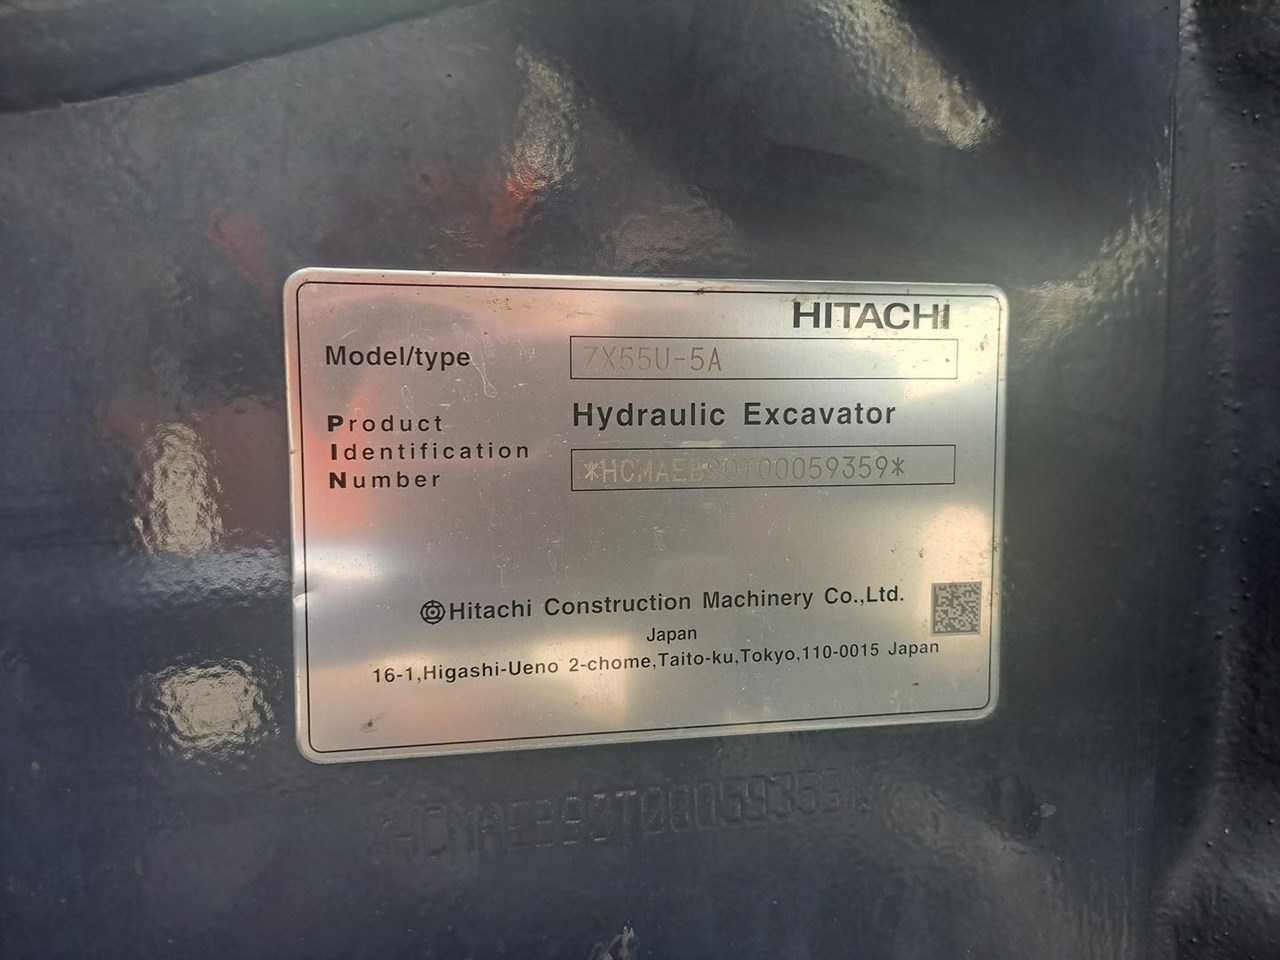 HITACHI
Model/type ZX55U-5A
Hydraulic Excavator
Product
Identification
Number
*HCMAEB90T00059359*
Hitachi Construction Machinery Co.,Ltd.
Japan
16-1,Higashi-Ueno 2-chome,Taito-ku,Tokyo,110-0015 Japan